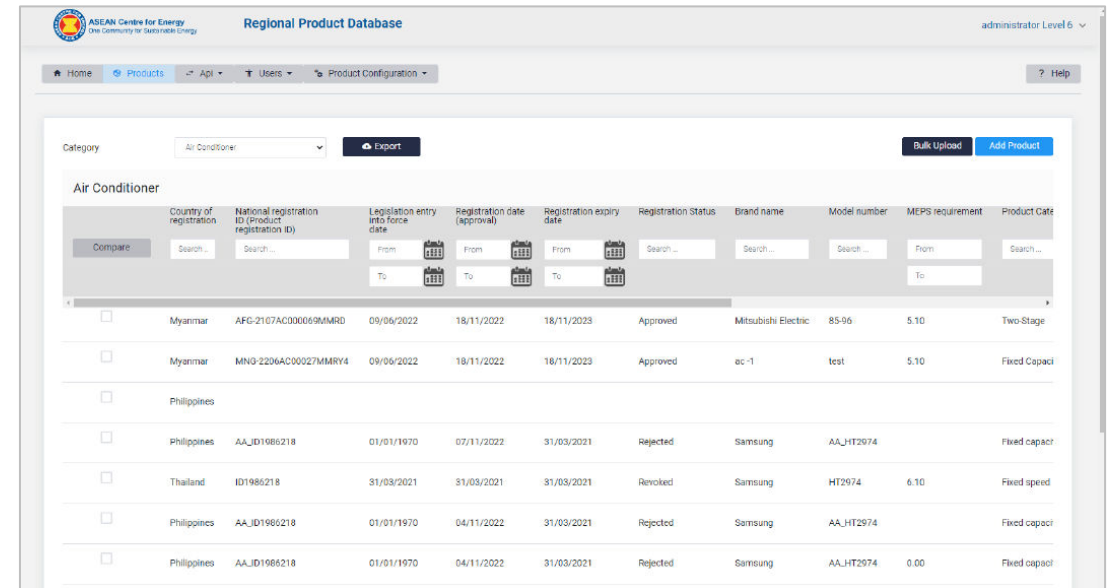 ASEAN Centre for Energy
One Community for Sustainable Energy
Regional Product Database
administrator Level 6
Home Products Api Users Product Configuration ? Help
Category Air Conditioner Export Bulk Upload Add Product
Air Conditioner
Country of registration National registration ID (Product registration ID) Legislation entry into force date Registration date (approval) Registration expiry date Registration Status Brand name Model number MEPS requirement Product Cate
Compare Search ... Search ... From From From Search ... Search ... Search ... From Search ...
To To To To
Myanmar AFG-2107AC000069MMRD 09/06/2022 18/11/2022 18/11/2023 Approved Mitsubishi Electric 85-96 5.10 Two-Stage
Myanmar MNG-2206AC00027MMRY4 09/06/2022 18/11/2022 18/11/2023 Approved ac -1 test 5.10 Fixed Capaci
Philippines
Philippines AA_ID1986218 01/01/1970 07/11/2022 31/03/2021 Rejected Samsung AA_HT2974 Fixed capaci
Thailand ID1986218 31/03/2021 31/03/2021 31/03/2021 Revoked Samsung HT2974 6.10 Fixed speed
Philippines AA_ID1986218 01/01/1970 04/11/2022 31/03/2021 Rejected Samsung AA_HT2974 Fixed capaci
Philippines AA_ID1986218 01/01/1970 04/11/2022 31/03/2021 Rejected Samsung AA_HT2974 0.00 Fixed capaci